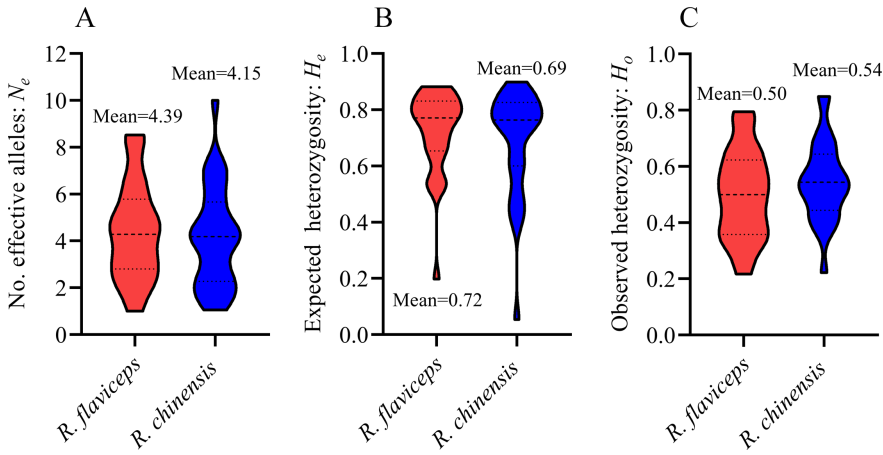 A
No. effective alleles: Ne
12
10
8
6
4
2
0
Mean=4.39
Mean=4.15
R. flaviceps
R. chinensis
B
Expected heterozygosity: He
1.0
0.8
0.6
0.4
0.2
0.0
Mean=0.69
Mean=0.72
R. flaviceps
R. chinensis
C
Observed heterozygosity: Ho
1.0
0.8
0.6
0.4
0.2
0.0
Mean=0.50
Mean=0.54
R. flaviceps
R. chinensis